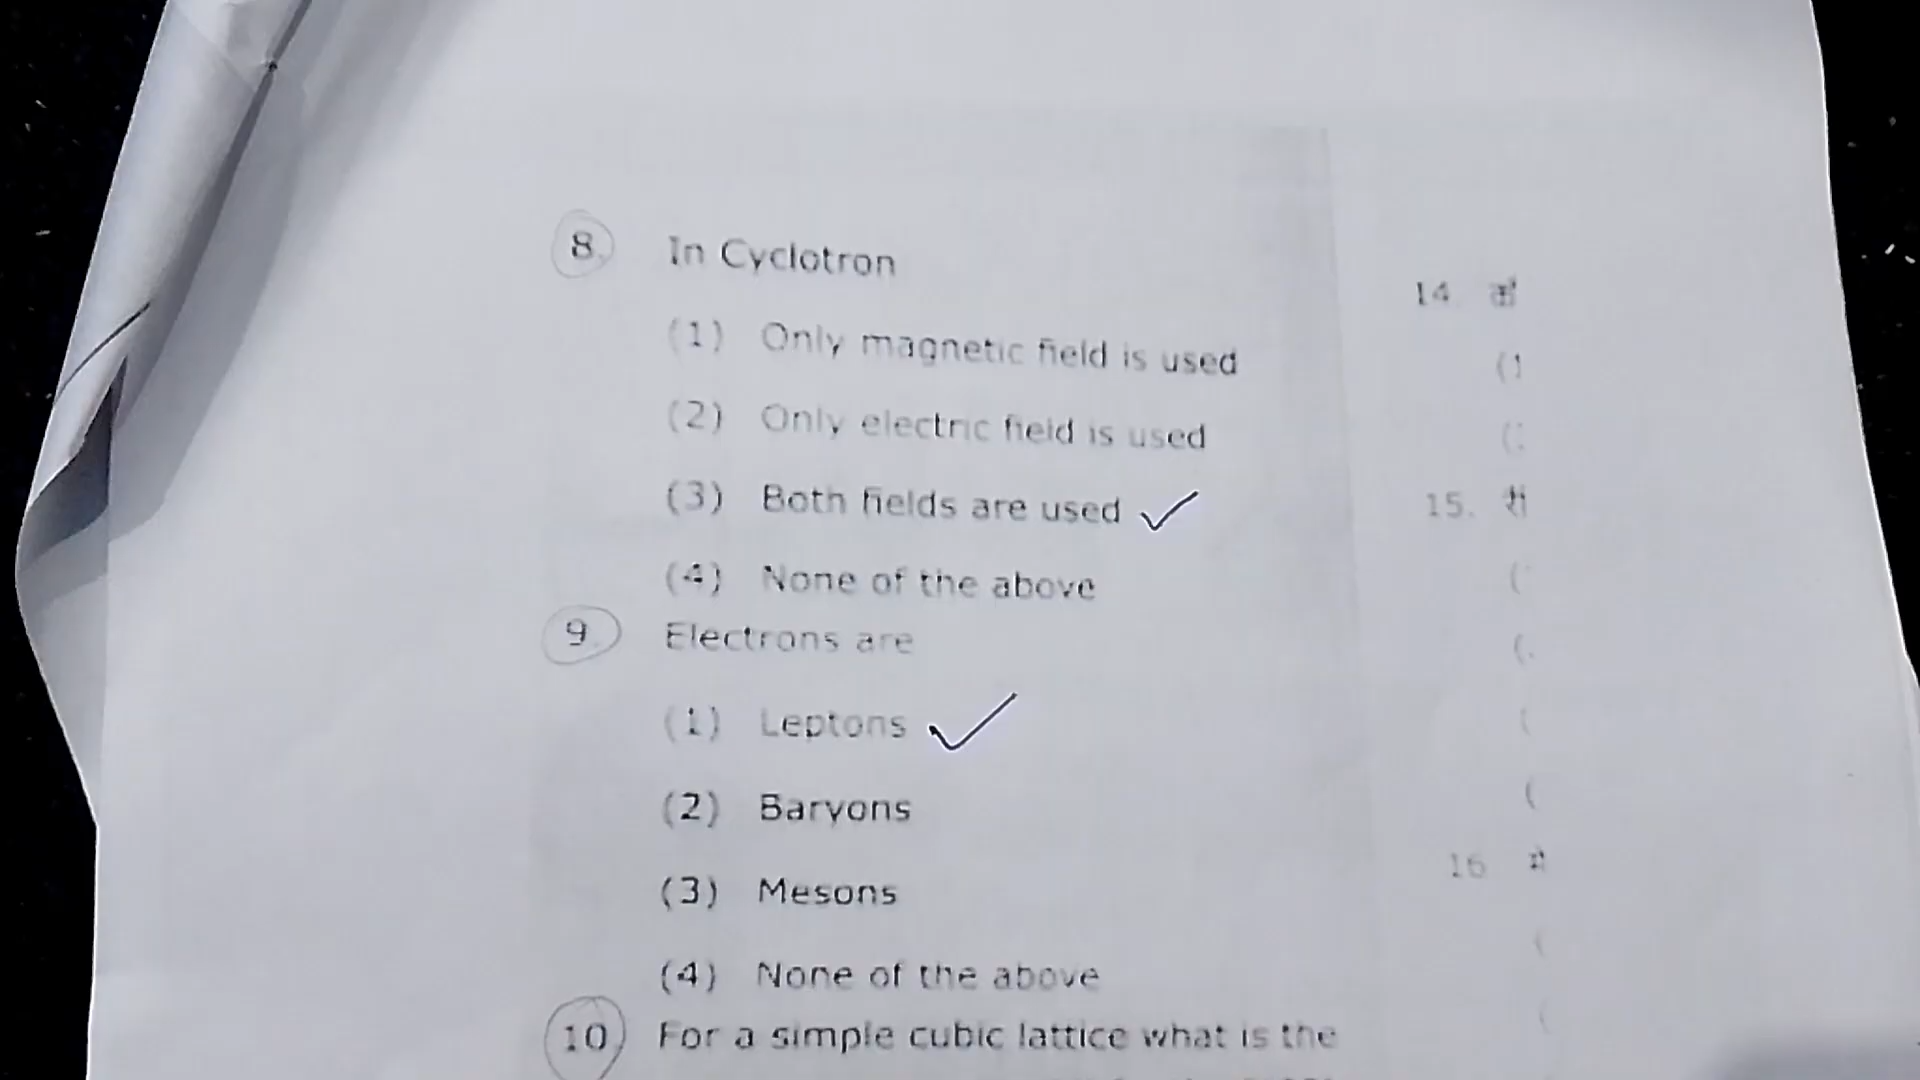 8. In Cyclotron
(1) Only magnetic field is used
(2) Only electric field is used
(3) Both fields are used
(4) None of the above
9. Electrons are
(1) Leptons
(2) Baryons
(3) Mesons
(4) None of the above
10. For a simple cubic lattice what is the
14
(1
15.
16